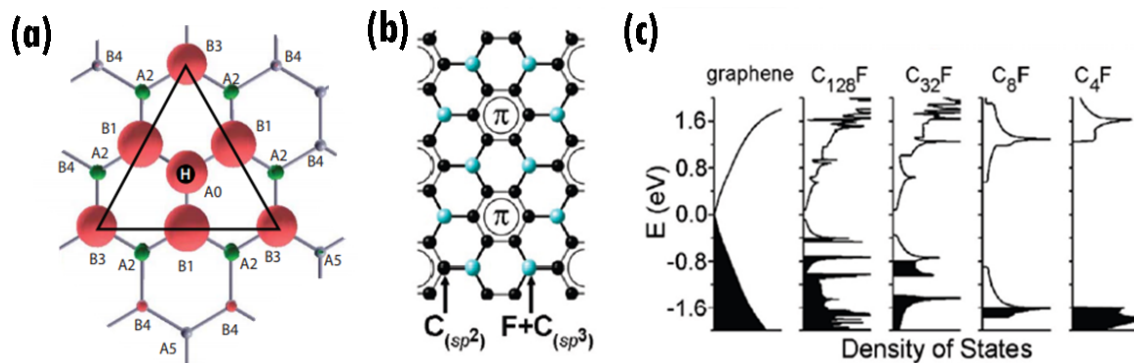 (a)
B3
B4
A2
A2
B4
B1
B1
B4
A2
H
A2
B4
A0
B3
A2
B1
A2
B3
A5
B4
B4
A5
(b)
π
π
C(sp²)
F+C(sp³)
(c)
graphene
C₁₂₈F
C₃₂F
C₈F
C₄F
E (eV)
1.6
0.8
0.0
-0.8
-1.6
Density of States